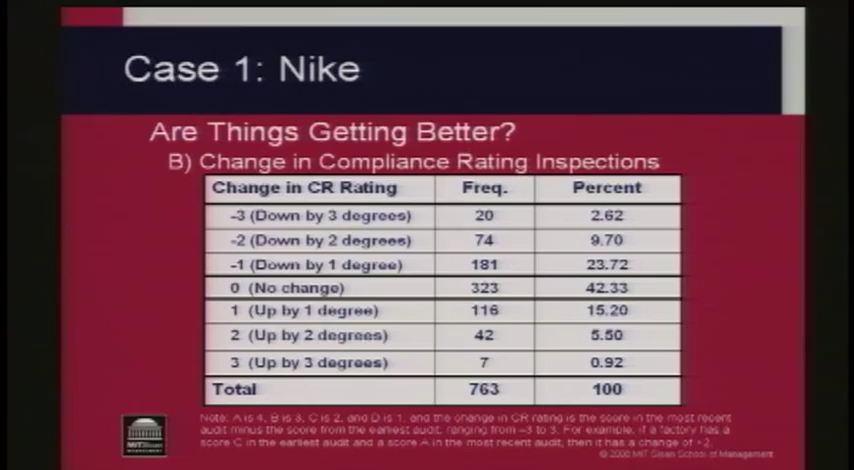 Case 1: Nike
Are Things Getting Better?
B) Change in Compliance Rating Inspections
Change in CR Rating Freq. Percent
-3 (Down by 3 degrees) 20 2.62
-2 (Down by 2 degrees) 74 9.70
-1 (Down by 1 degree) 181 23.72
0 (No change) 323 42.33
1 (Up by 1 degree) 116 15.20
2 (Up by 2 degrees) 42 5.50
3 (Up by 3 degrees) 7 0.92
Total 763 100
Note: A is 4, B is 3, C is 2, and D is 1, and the change in CR rating is the score in the most recent
audit minus the score from the earliest audit, ranging from -3 to 3. For example, if a factory has a
score C in the earliest audit and a score A in the most recent audit, then it has a change of +2.
MIT Sloan School of Management